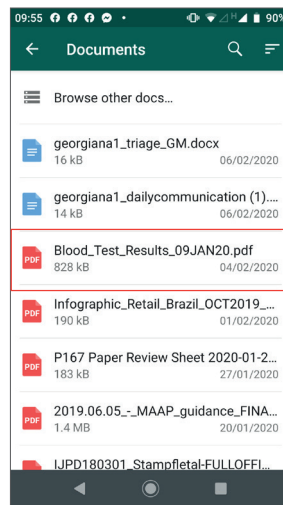 09:55 90%
Documents
Browse other docs...
georgiana1_triage_GM.docx
16 kB 06/02/2020
georgiana1_dailycommunication (1)....
14 kB 06/02/2020
PDF Blood_Test_Results_09JAN20.pdf
828 kB 04/02/2020
PDF Infographic_Retail_Brazil_OCT2019_...
190 kB 01/02/2020
PDF P167 Paper Review Sheet 2020-01-2...
183 kB 27/01/2020
PDF 2019.06.05_-_MAAP_guidance_FINA...
1.4 MB 20/01/2020
IJPD180301_Stampfletal-FULLOFFI...